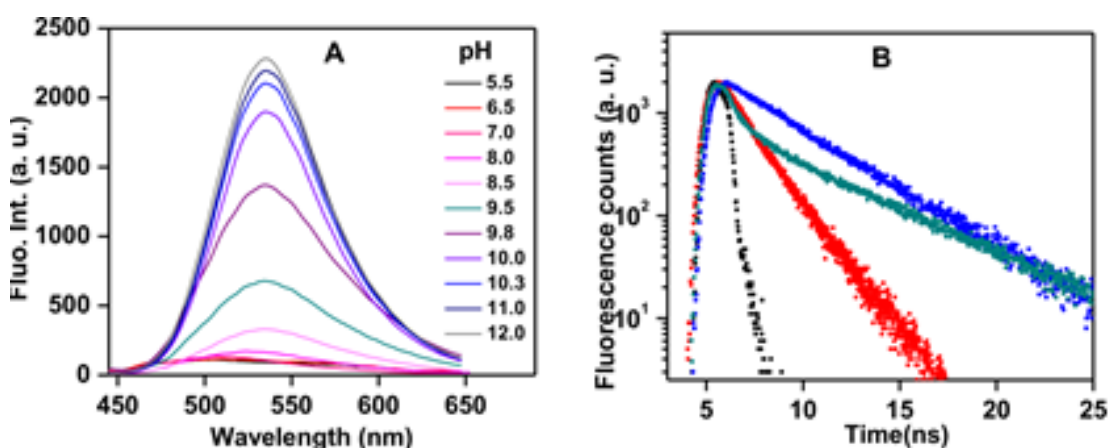 A
pH
5.5
6.5
7.0
8.0
8.5
9.5
9.8
10.0
10.3
11.0
12.0
2500
2000
1500
1000
500
0
Fluo. Int. (a. u.)
450 500 550 600 650
Wavelength (nm)
B
10³
10²
10¹
Fluorescence counts (a. u.)
5 10 15 20 25
Time(ns)